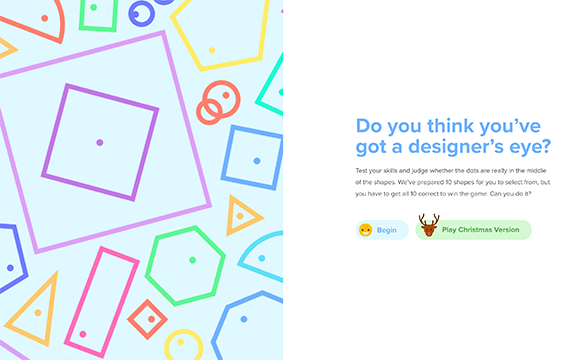 Do you think you've
got a designer's eye?
Test your skills and judge whether the dots are really in the middle
of the shapes. We've prepared 10 shapes for you to select from, but
you have to get all 10 correct to win the game. Can you do it?
Begin
Play Christmas Version